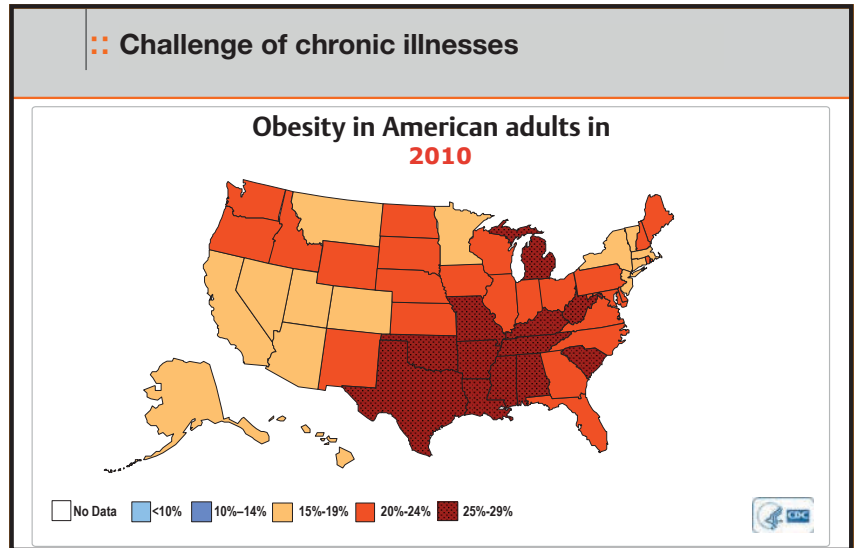 :: Challenge of chronic illnesses
Obesity in American adults in
2010
No Data <10% 10%–14% 15%-19% 20%-24% 25%-29%
CDC